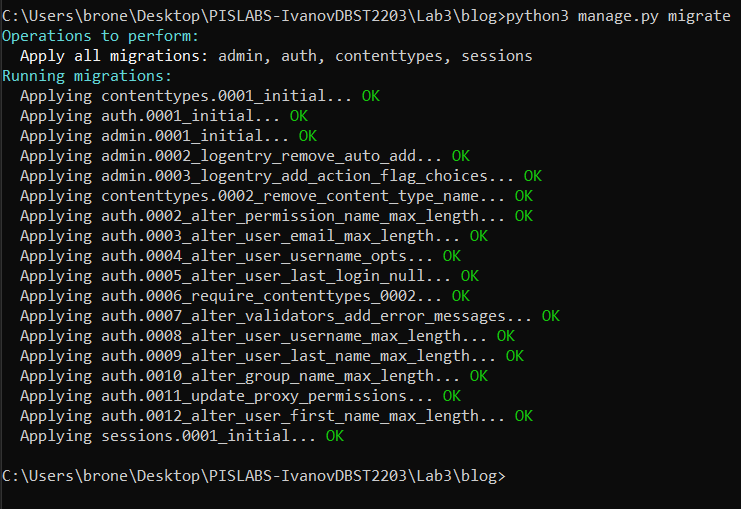 C:\Users\brone\Desktop\PISLABS-IvanovDBST2203\Lab3\blog>python3 manage.py migrate
Operations to perform:
  Apply all migrations: admin, auth, contenttypes, sessions
Running migrations:
  Applying contenttypes.0001_initial... OK
  Applying auth.0001_initial... OK
  Applying admin.0001_initial... OK
  Applying admin.0002_logentry_remove_auto_add... OK
  Applying admin.0003_logentry_add_action_flag_choices... OK
  Applying contenttypes.0002_remove_content_type_name... OK
  Applying auth.0002_alter_permission_name_max_length... OK
  Applying auth.0003_alter_user_email_max_length... OK
  Applying auth.0004_alter_user_username_opts... OK
  Applying auth.0005_alter_user_last_login_null... OK
  Applying auth.0006_require_contenttypes_0002... OK
  Applying auth.0007_alter_validators_add_error_messages... OK
  Applying auth.0008_alter_user_username_max_length... OK
  Applying auth.0009_alter_user_last_name_max_length... OK
  Applying auth.0010_alter_group_name_max_length... OK
  Applying auth.0011_update_proxy_permissions... OK
  Applying auth.0012_alter_user_first_name_max_length... OK
  Applying sessions.0001_initial... OK
C:\Users\brone\Desktop\PISLABS-IvanovDBST2203\Lab3\blog>